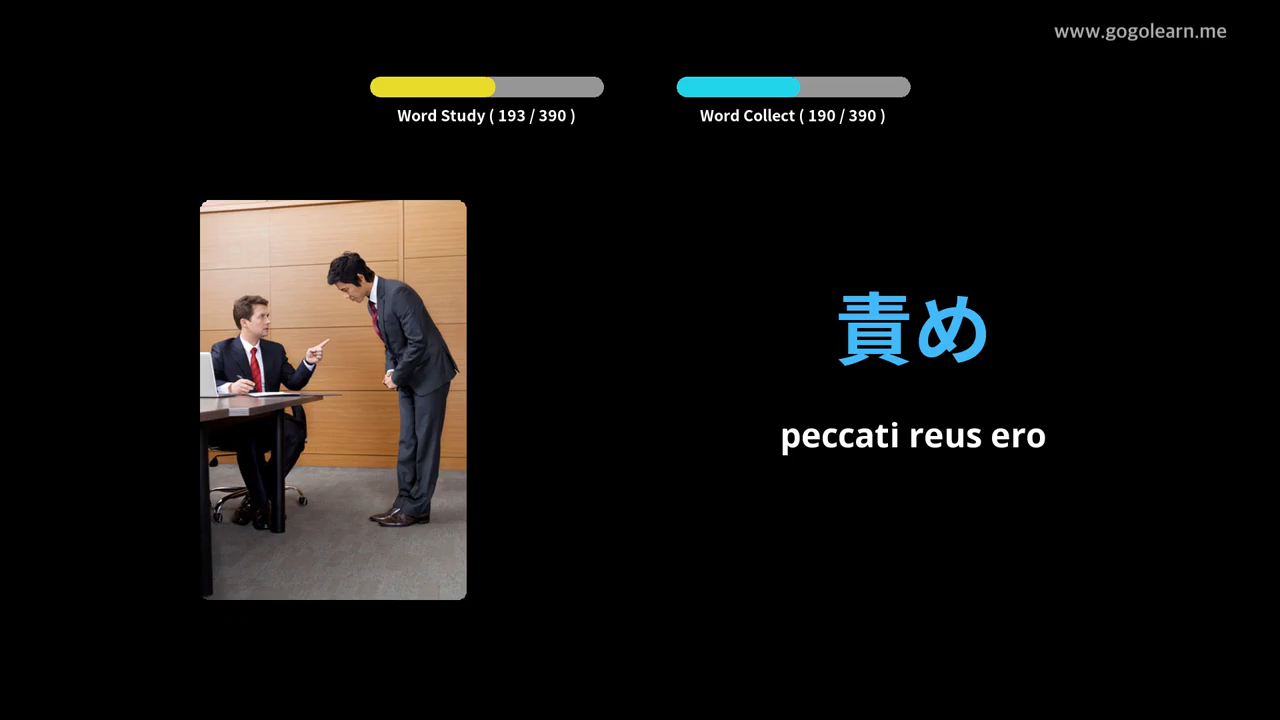 www.gogolearn.me
Word Study ( 193 / 390 )
Word Collect ( 190 / 390 )
責め
peccati reus ero